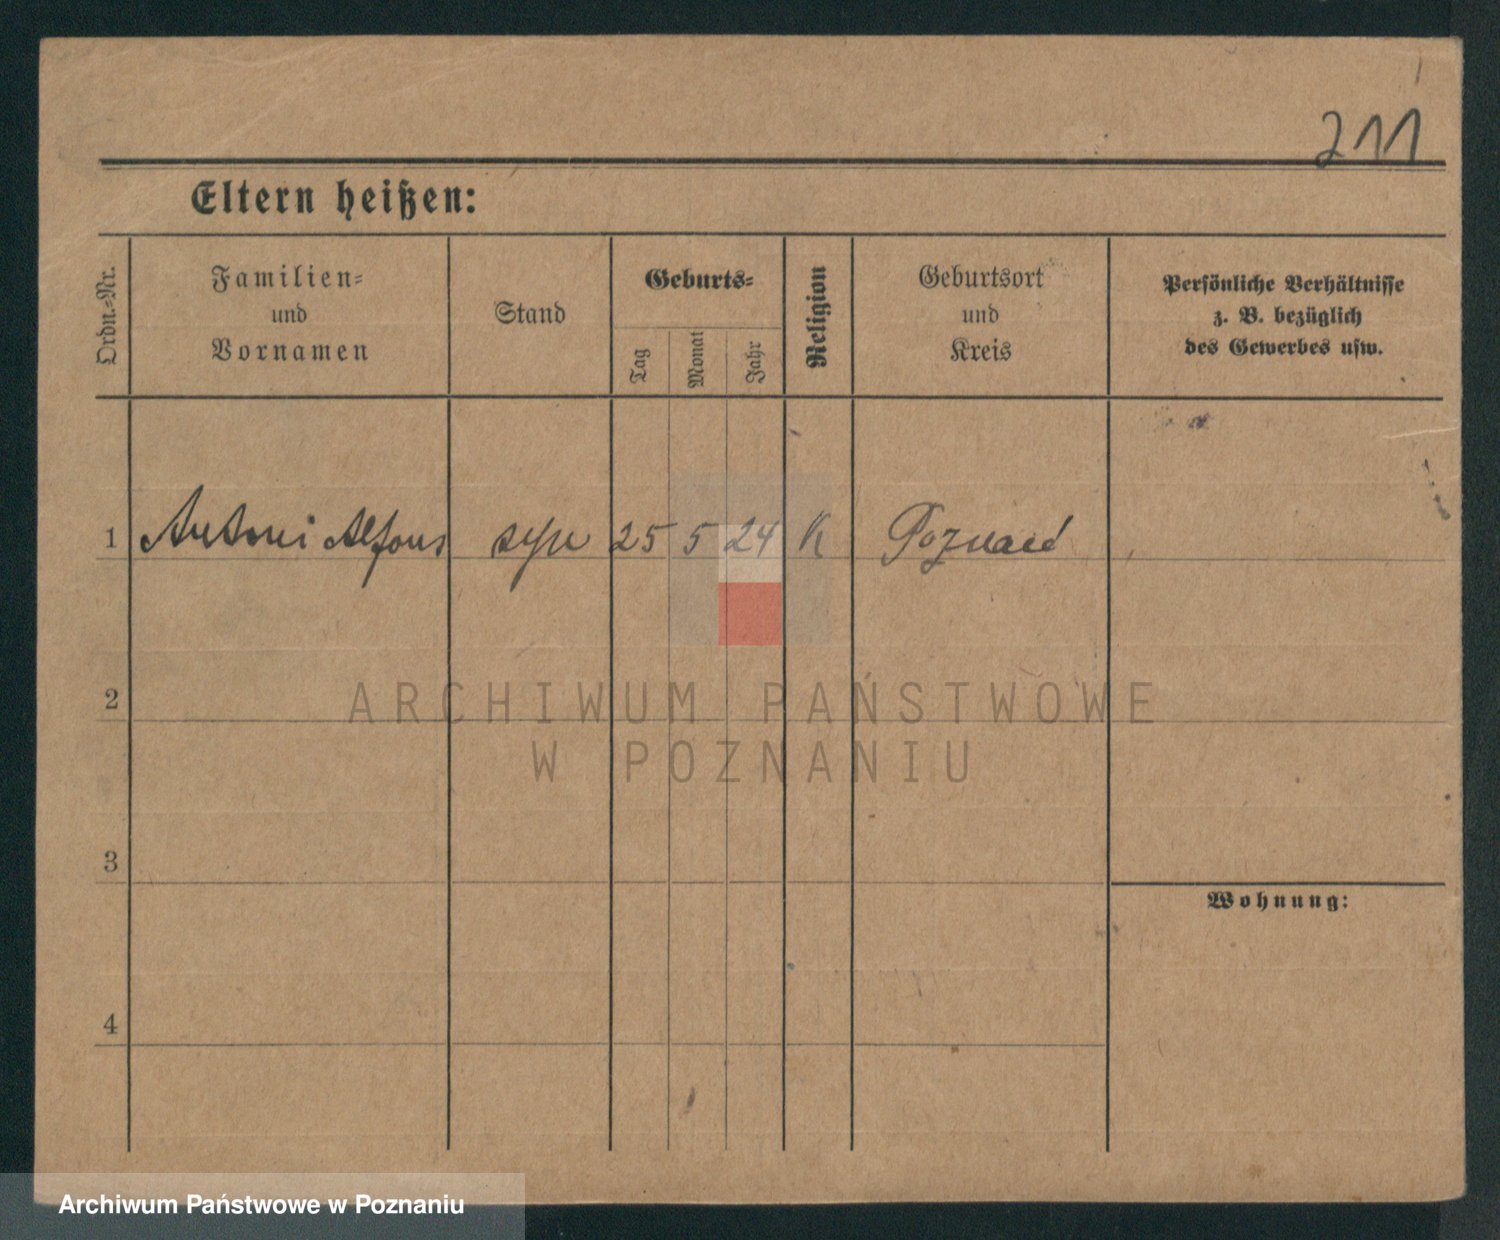 211
Eltern heißen:
Ordn.-Nr.
Familien-
und
Vornamen
Stand
Geburts-
Tag
Monat
Jahr
Religion
Geburtsort
und
Kreis
Persönliche Verhältnisse
z. B. bezüglich
des Gewerbes usw.
1 Antoni Alfons syn 25 5 24 K Poznań
2
3
Wohnung:
4
ARCHIWUM PAŃSTWOWE
W POZNANIU
Archiwum Państwowe w Poznaniu